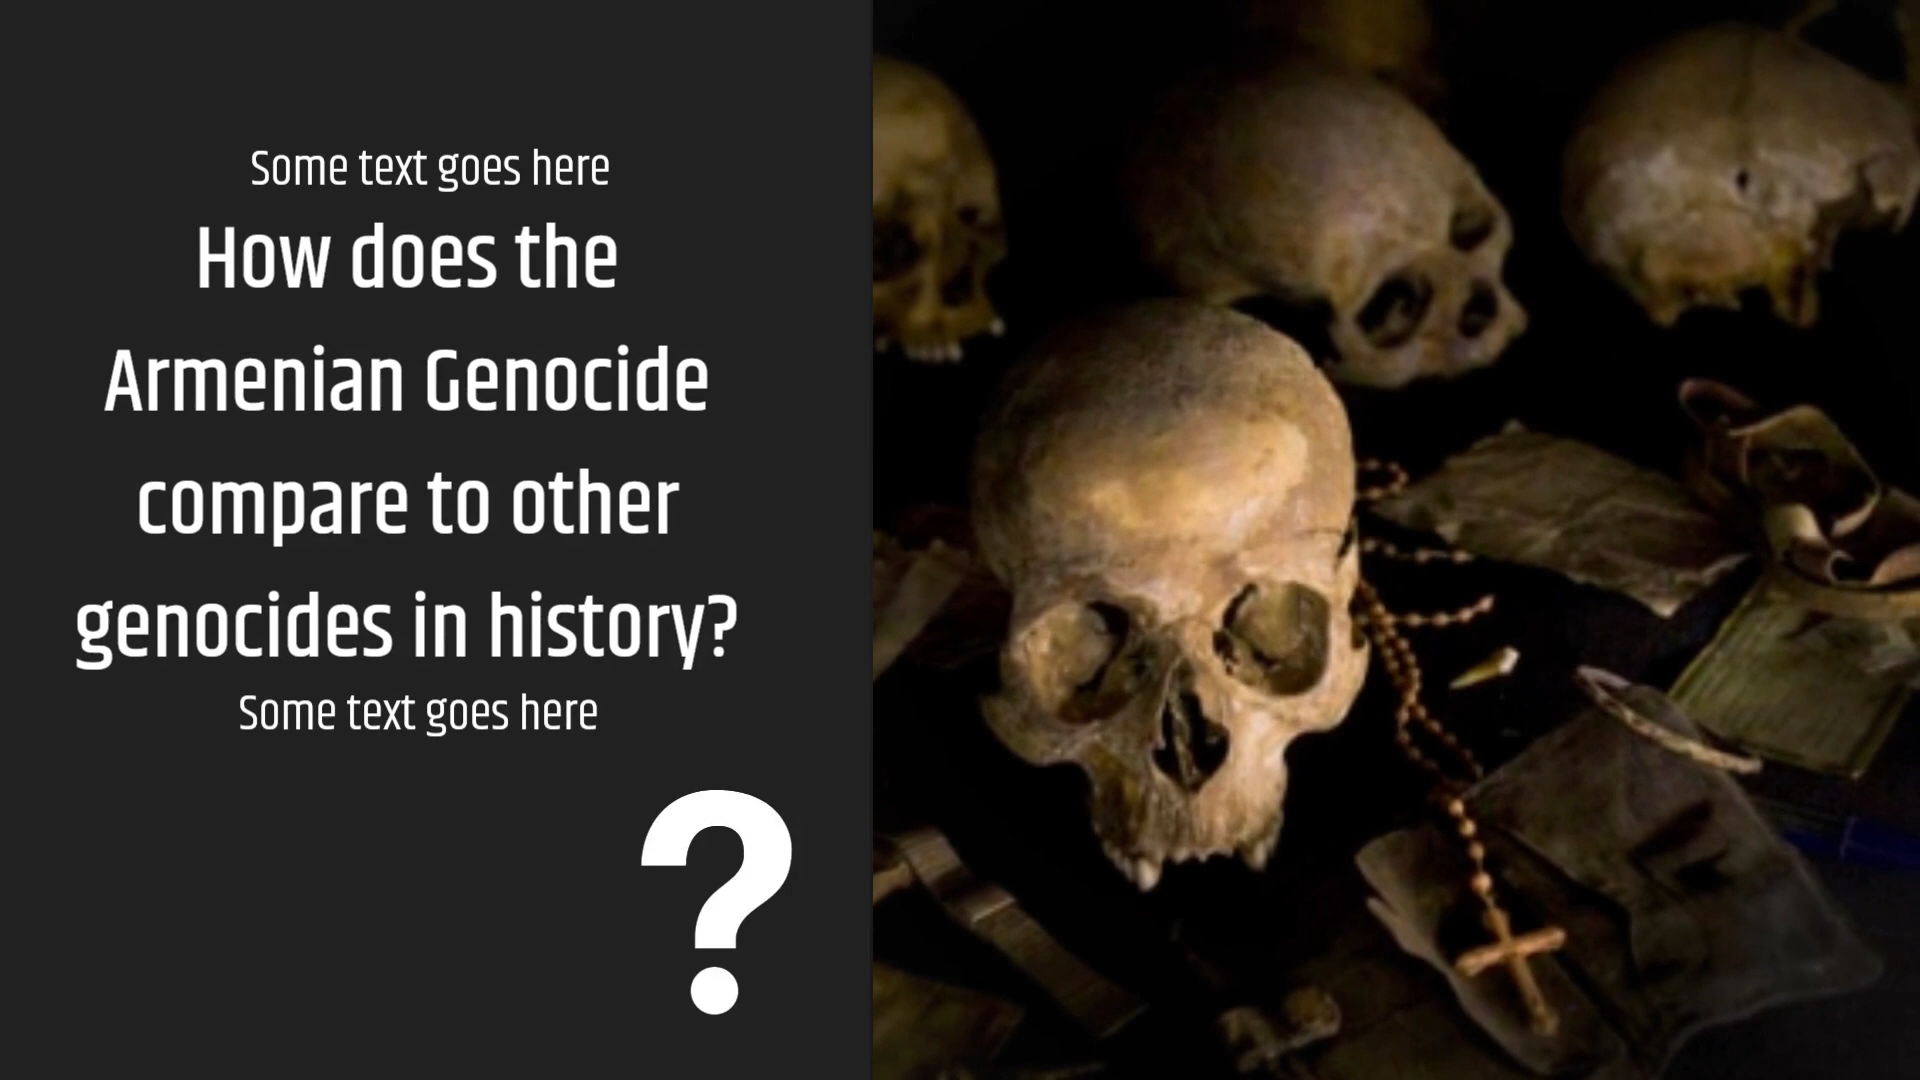 Some text goes here
How does the
Armenian Genocide
compare to other
genocides in history?
Some text goes here
?